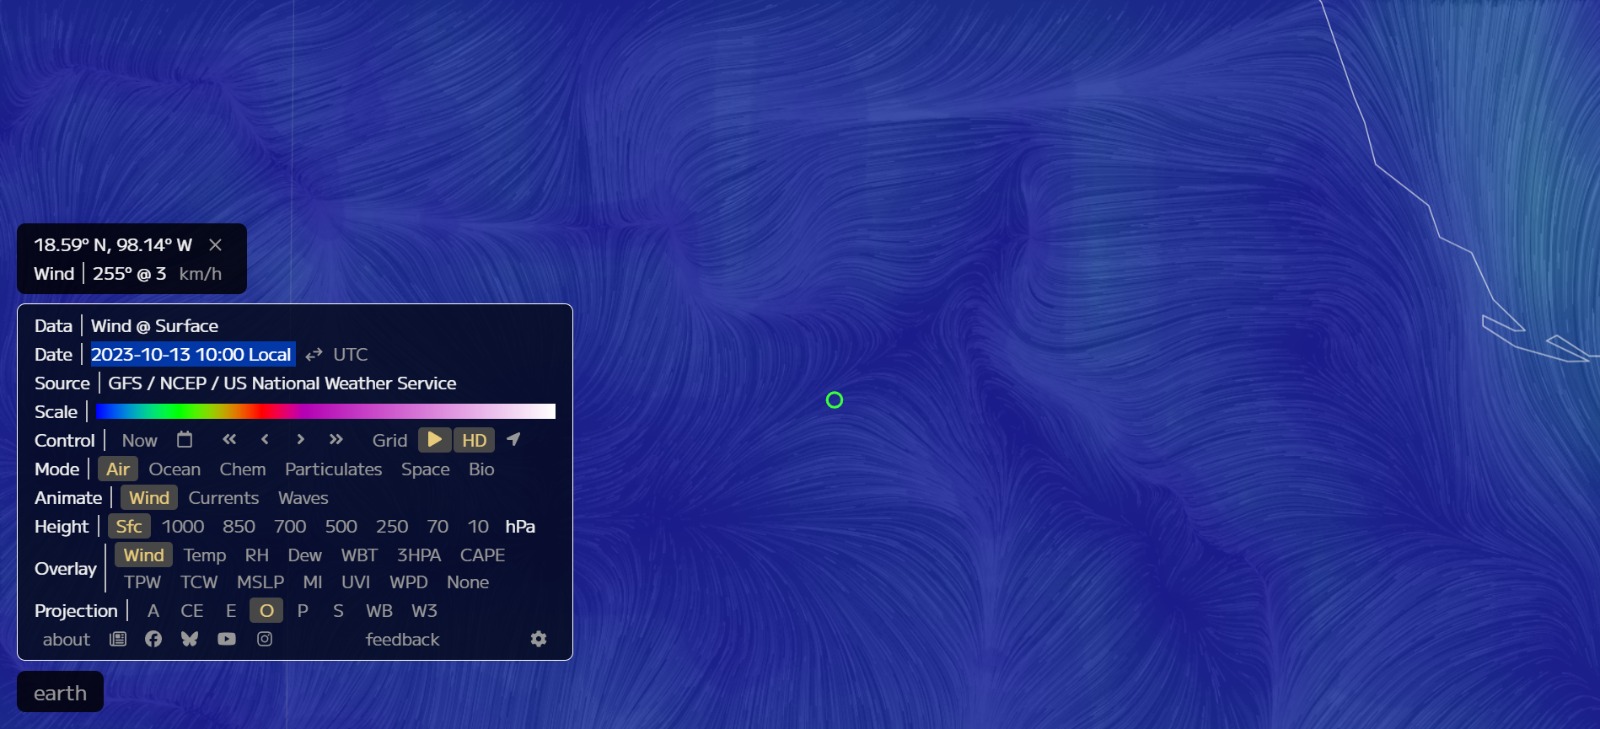 18.59° N, 98.14° W ×
Wind | 255° @ 3 km/h
Data | Wind @ Surface
Date | 2023-10-13 10:00 Local ⇄ UTC
Source | GFS / NCEP / US National Weather Service
Scale |
Control | Now « ‹ › » Grid HD
Mode | Air Ocean Chem Particulates Space Bio
Animate | Wind Currents Waves
Height | Sfc 1000 850 700 500 250 70 10 hPa
Overlay | Wind Temp RH Dew WBT 3HPA CAPE
TPW TCW MSLP MI UVI WPD None
Projection | A CE E O P S WB W3
about feedback
earth